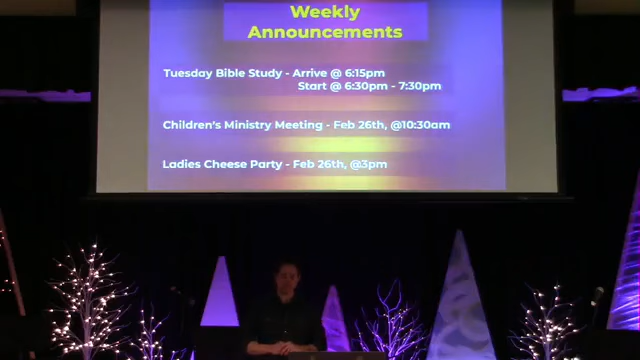 Weekly
Announcements
Tuesday Bible Study - Arrive @ 6:15pm
Start @ 6:30pm - 7:30pm
Children's Ministry Meeting - Feb 26th, @10:30am
Ladies Cheese Party - Feb 26th, @3pm